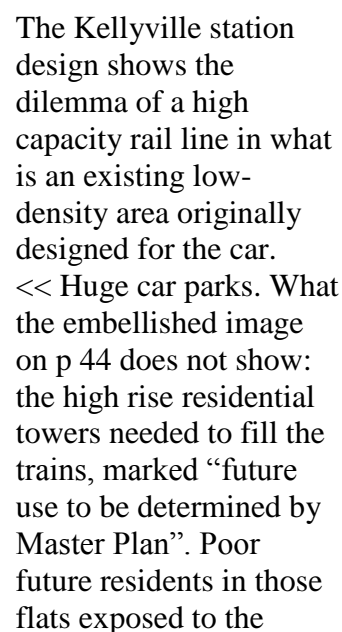 The Kellyville station
design shows the
dilemma of a high
capacity rail line in what
is an existing low-
density area originally
designed for the car.
<< Huge car parks. What
the embellished image
on p 44 does not show:
the high rise residential
towers needed to fill the
trains, marked “future
use to be determined by
Master Plan”. Poor
future residents in those
flats exposed to the